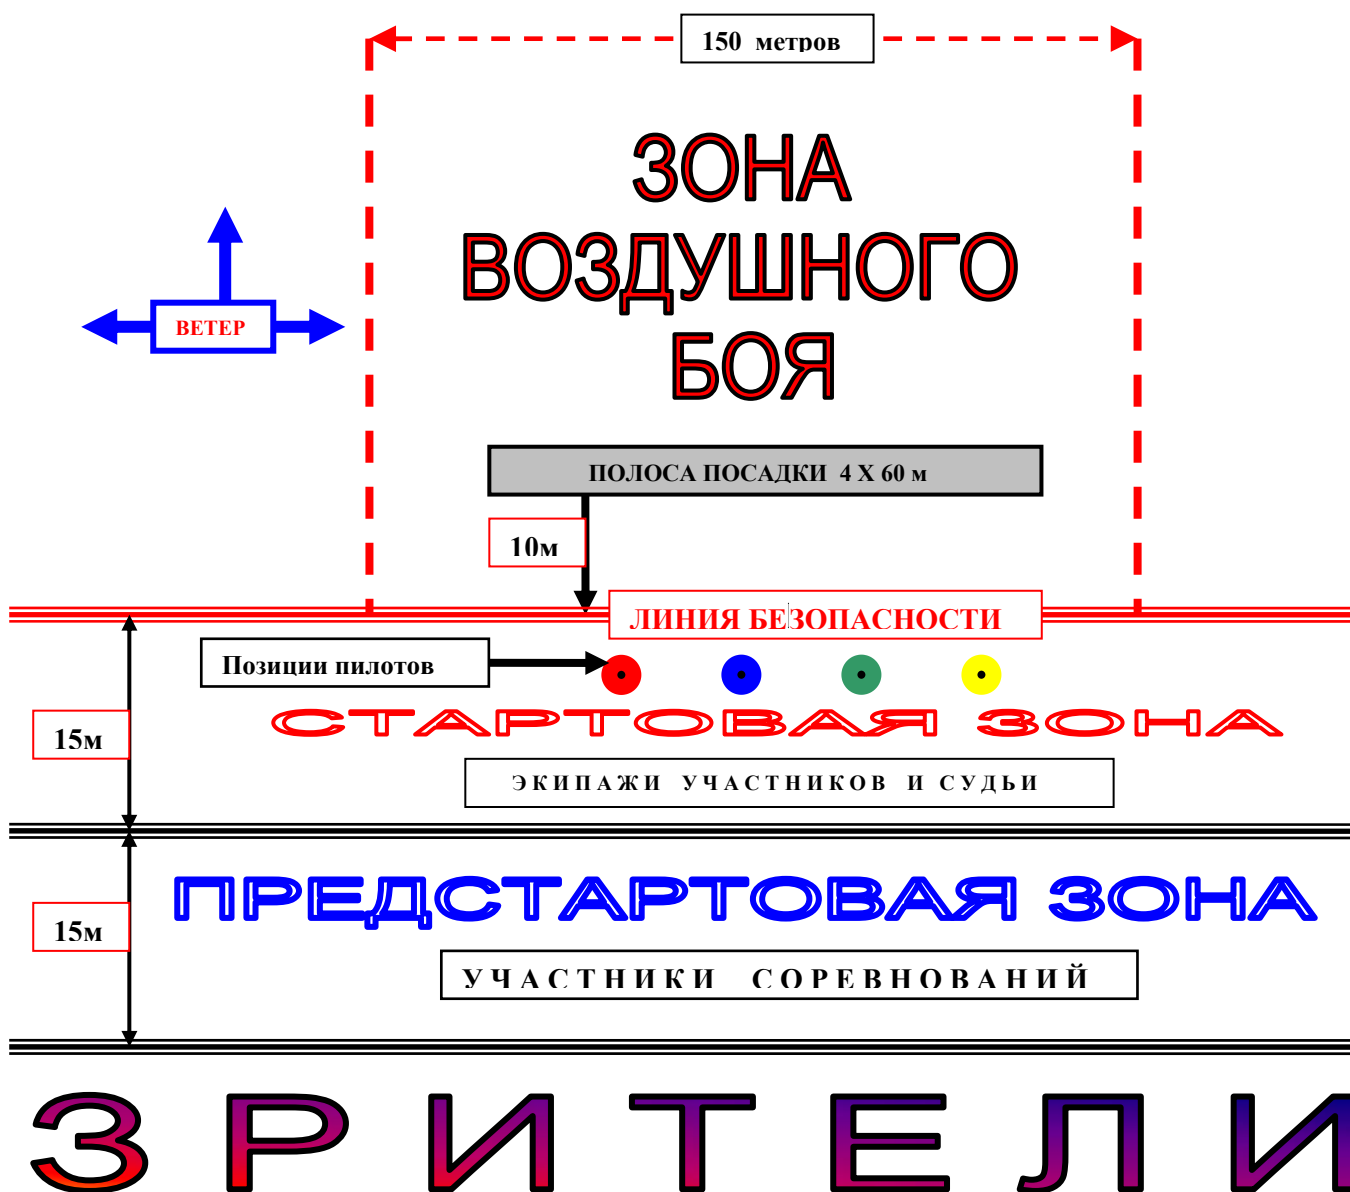 150 метров
ЗОНА
ВОЗДУШНОГО
БОЯ
ВЕТЕР
ПОЛОСА ПОСАДКИ 4 X 60 м
10м
ЛИНИЯ БЕЗОПАСНОСТИ
Позиции пилотов
СТАРТОВАЯ ЗОНА
15м
ЭКИПАЖИ УЧАСТНИКОВ И СУДЬИ
ПРЕДСТАРТОВАЯ ЗОНА
15м
УЧАСТНИКИ СОРЕВНОВАНИЙ
ЗРИТЕЛИ